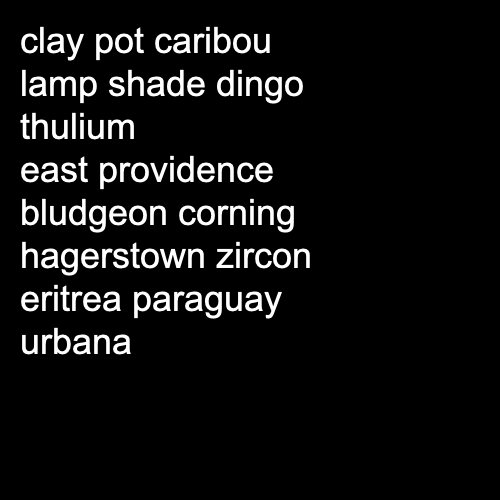 clay pot caribou
lamp shade dingo
thulium
east providence
bludgeon corning
hagerstown zircon
eritrea paraguay
urbana